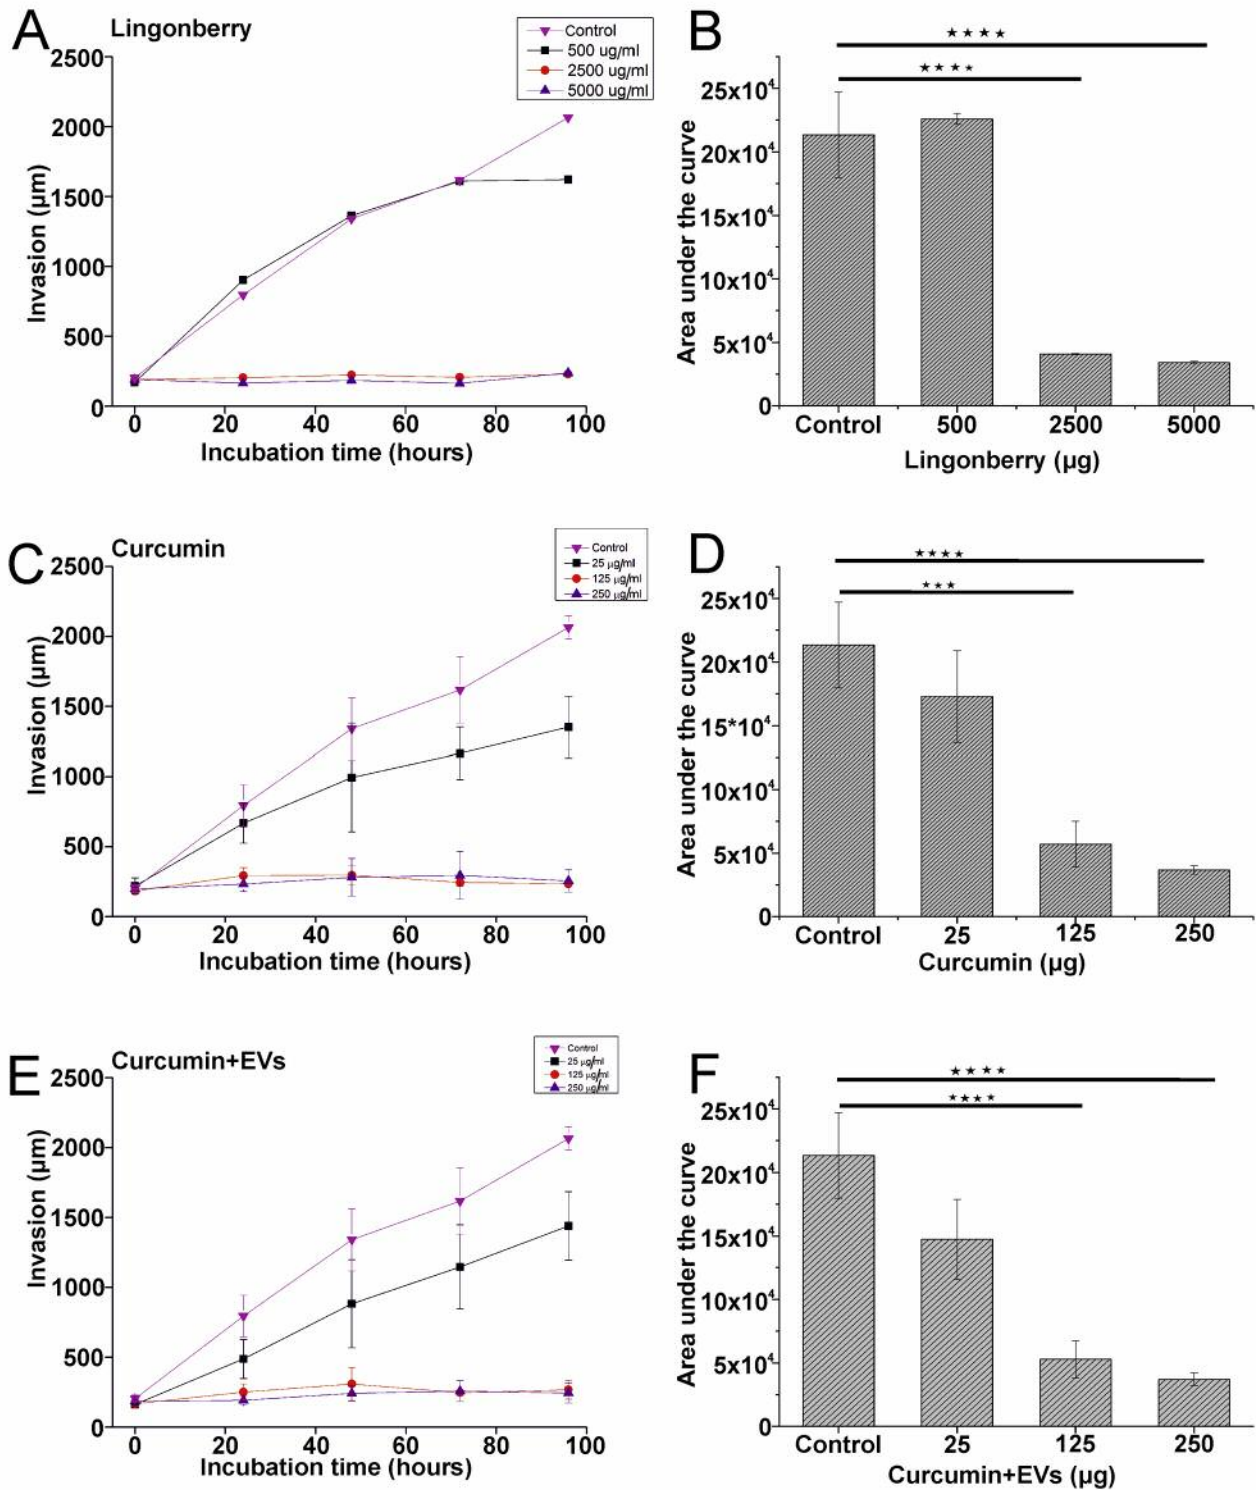 A
Lingonberry
Control
500 ug/ml
2500 ug/ml
5000 ug/ml
2500
2000
1500
1000
500
0
Invasion (µm)
0 20 40 60 80 100
Incubation time (hours)
B
★★★★
★★★★
25x10⁴
20x10⁴
15x10⁴
10x10⁴
5x10⁴
0
Area under the curve
Control 500 2500 5000
Lingonberry (µg)
C
Curcumin
Control
25 µg/ml
125 µg/ml
250 µg/ml
2500
2000
1500
1000
500
0
Invasion (µm)
0 20 40 60 80 100
Incubation time (hours)
D
★★★★
★★★
25x10⁴
20x10⁴
15*10⁴
10x10⁴
5x10⁴
0
Area under the curve
Control 25 125 250
Curcumin (µg)
E
Curcumin+EVs
Control
25 µg/ml
125 µg/ml
250 µg/ml
2500
2000
1500
1000
500
0
Invasion (µm)
0 20 40 60 80 100
Incubation time (hours)
F
★★★★
★★★★
25x10⁴
20x10⁴
15x10⁴
10x10⁴
5x10⁴
0
Area under the curve
Control 25 125 250
Curcumin+EVs (µg)